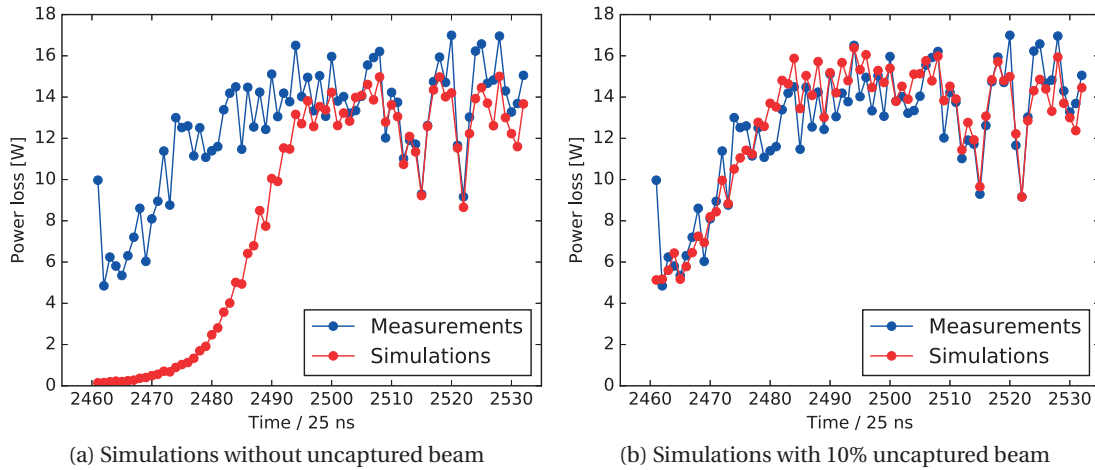 18
16
14
12
10
8
6
4
2
0
Power loss [W]
Measurements
Simulations
2460 2470 2480 2490 2500 2510 2520 2530
Time / 25 ns
(a) Simulations without uncaptured beam
18
16
14
12
10
8
6
4
2
0
Power loss [W]
Measurements
Simulations
2460 2470 2480 2490 2500 2510 2520 2530
Time / 25 ns
(b) Simulations with 10% uncaptured beam